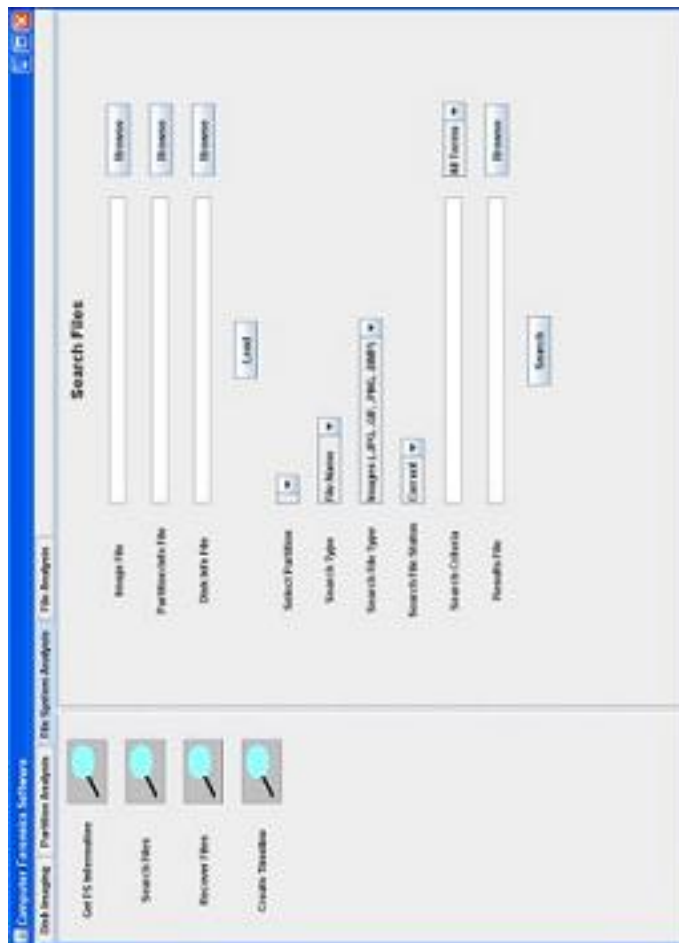 Computer Forensics Software
Disk Imaging Partition Analysis File System Analysis File Analysis
Get FS Information
Search Files
Recover Files
Create Timeline
Search Files
Image File Browse
Partition Info File Browse
Disk Info File Browse
Load
Select Partition
Search Type File Name
Search File Type Images (.JPG, .GIF, .PNG, .BMP)
Search File Status Current
Search Criteria All Terms
Results File Browse
Search